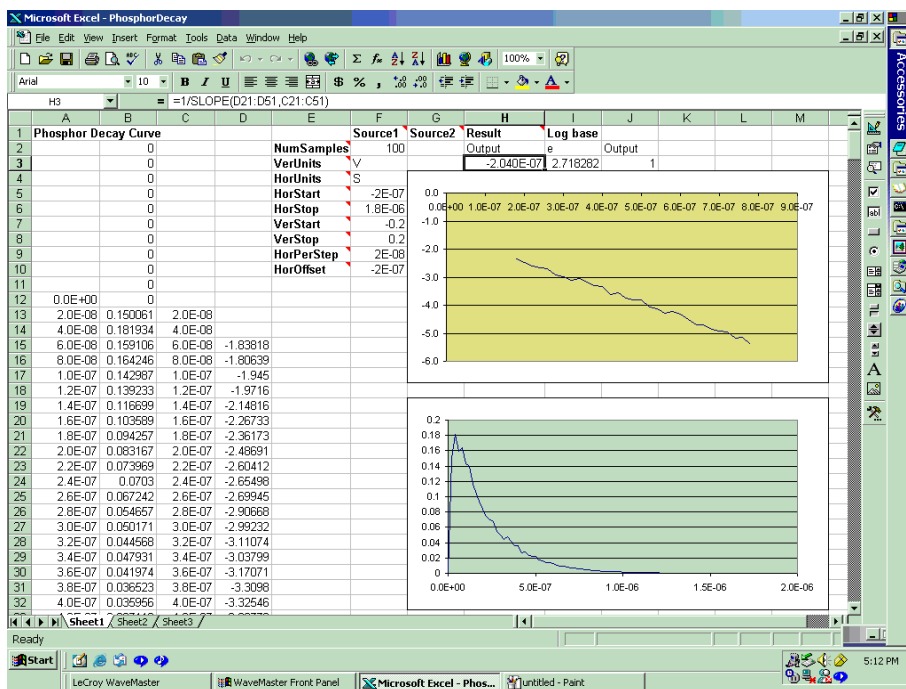 Microsoft Excel - PhosphorDecay
File Edit View Insert Format Tools Data Window Help
100%
Arial 10 B I U $ % ,
H3 = =1/SLOPE(D21:D51,C21:C51)
A B C D E F G H I J K L M
1 Phosphor Decay Curve Source1 Source2 Result Log base
2 0 NumSamples 100 Output e Output
3 0 VerUnits V -2.040E-07 2.718282 1
4 0 HorUnits S
5 0 HorStart -2E-07
6 0 HorStop 1.8E-06
7 0 VerStart -0.2
8 0 VerStop 0.2
9 0 HorPerStep 2E-08
10 0 HorOffset -2E-07
11 0
12 0.0E+00 0
13 2.0E-08 0.150061 2.0E-08
14 4.0E-08 0.181934 4.0E-08
15 6.0E-08 0.159106 6.0E-08 -1.83818
16 8.0E-08 0.164246 8.0E-08 -1.80639
17 1.0E-07 0.142987 1.0E-07 -1.945
18 1.2E-07 0.139233 1.2E-07 -1.9716
19 1.4E-07 0.116699 1.4E-07 -2.14816
20 1.6E-07 0.103589 1.6E-07 -2.26733
21 1.8E-07 0.094257 1.8E-07 -2.36173
22 2.0E-07 0.083167 2.0E-07 -2.48691
23 2.2E-07 0.073969 2.2E-07 -2.60412
24 2.4E-07 0.0703 2.4E-07 -2.65498
25 2.6E-07 0.067242 2.6E-07 -2.69945
26 2.8E-07 0.054657 2.8E-07 -2.90668
27 3.0E-07 0.050171 3.0E-07 -2.99232
28 3.2E-07 0.044568 3.2E-07 -3.11074
29 3.4E-07 0.047931 3.4E-07 -3.03799
30 3.6E-07 0.041974 3.6E-07 -3.17071
31 3.8E-07 0.036523 3.8E-07 -3.3098
32 4.0E-07 0.035956 4.0E-07 -3.32546
0.0
0.0E+00 1.0E-07 2.0E-07 3.0E-07 4.0E-07 5.0E-07 6.0E-07 7.0E-07 8.0E-07 9.0E-07
-1.0
-2.0
-3.0
-4.0
-5.0
-6.0
0.2
0.18
0.16
0.14
0.12
0.1
0.08
0.06
0.04
0.02
0
0.0E+00 5.0E-07 1.0E-06 1.5E-06 2.0E-06
Accessories
Sheet1 Sheet2 Sheet3
Ready
Start 5:12 PM
LeCroy WaveMaster WaveMaster Front Panel Microsoft Excel - Phos... untitled - Paint